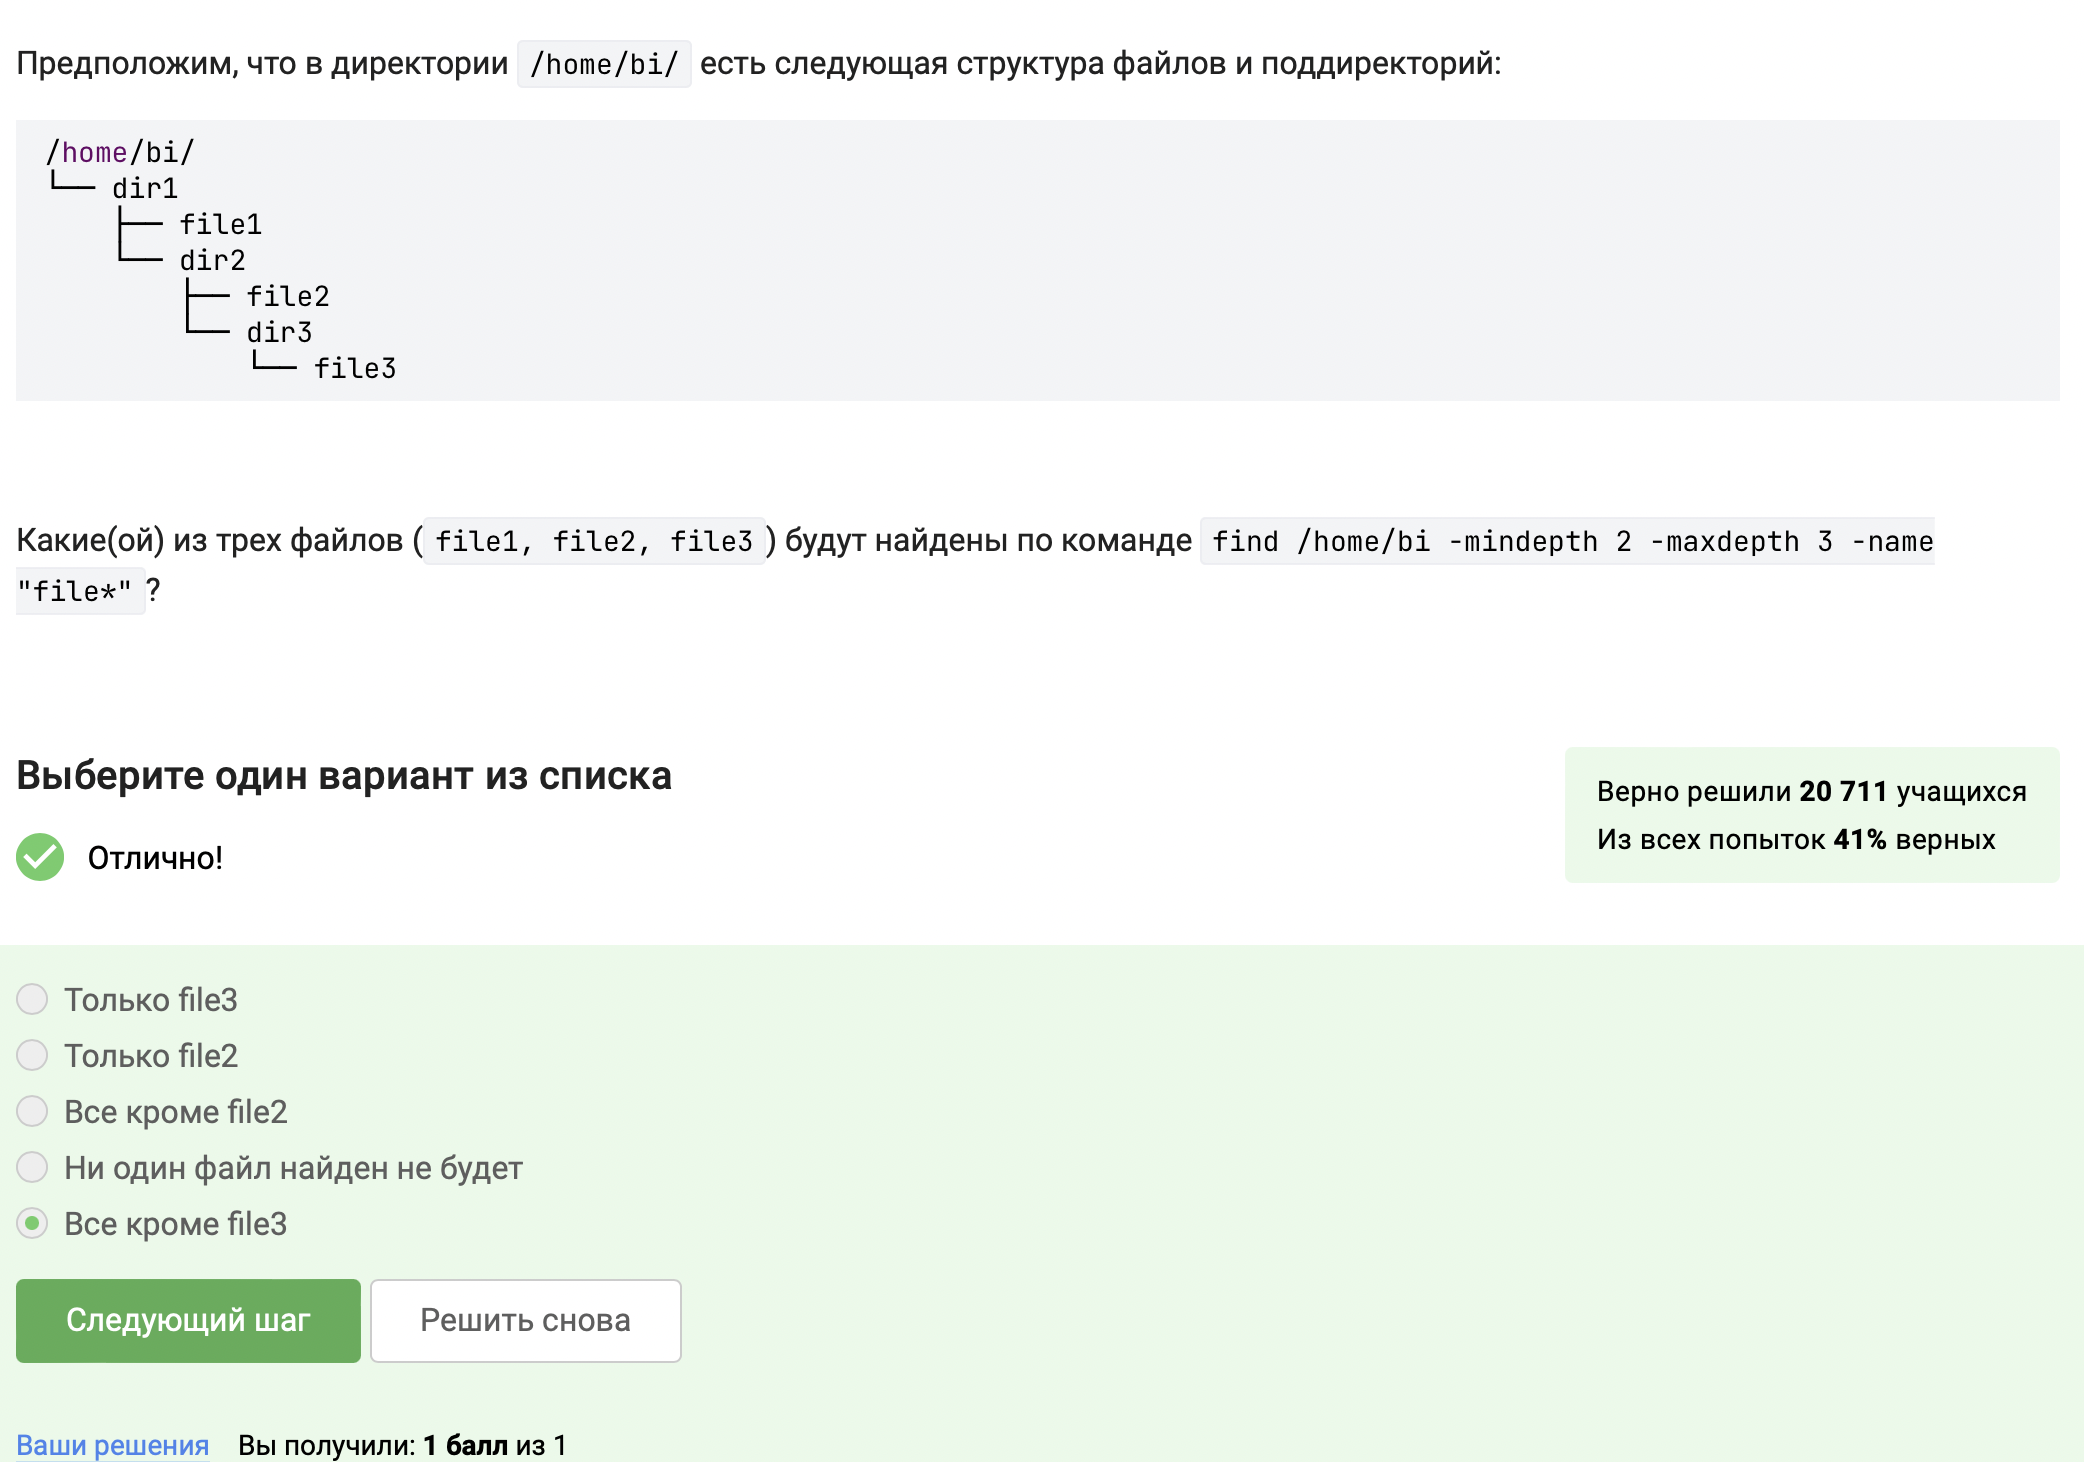 Предположим, что в директории /home/bi/ есть следующая структура файлов и поддиректорий:
/home/bi/
└── dir1
    ├── file1
    └── dir2
        ├── file2
        └── dir3
            └── file3
Какие(ой) из трех файлов (file1, file2, file3) будут найдены по команде find /home/bi -mindepth 2 -maxdepth 3 -name
"file*"?
Выберите один вариант из списка
Отлично!
Верно решили 20 711 учащихся
Из всех попыток 41% верных
Только file3
Только file2
Все кроме file2
Ни один файл найден не будет
Все кроме file3
Следующий шаг
Решить снова
Ваши решения Вы получили: 1 балл из 1